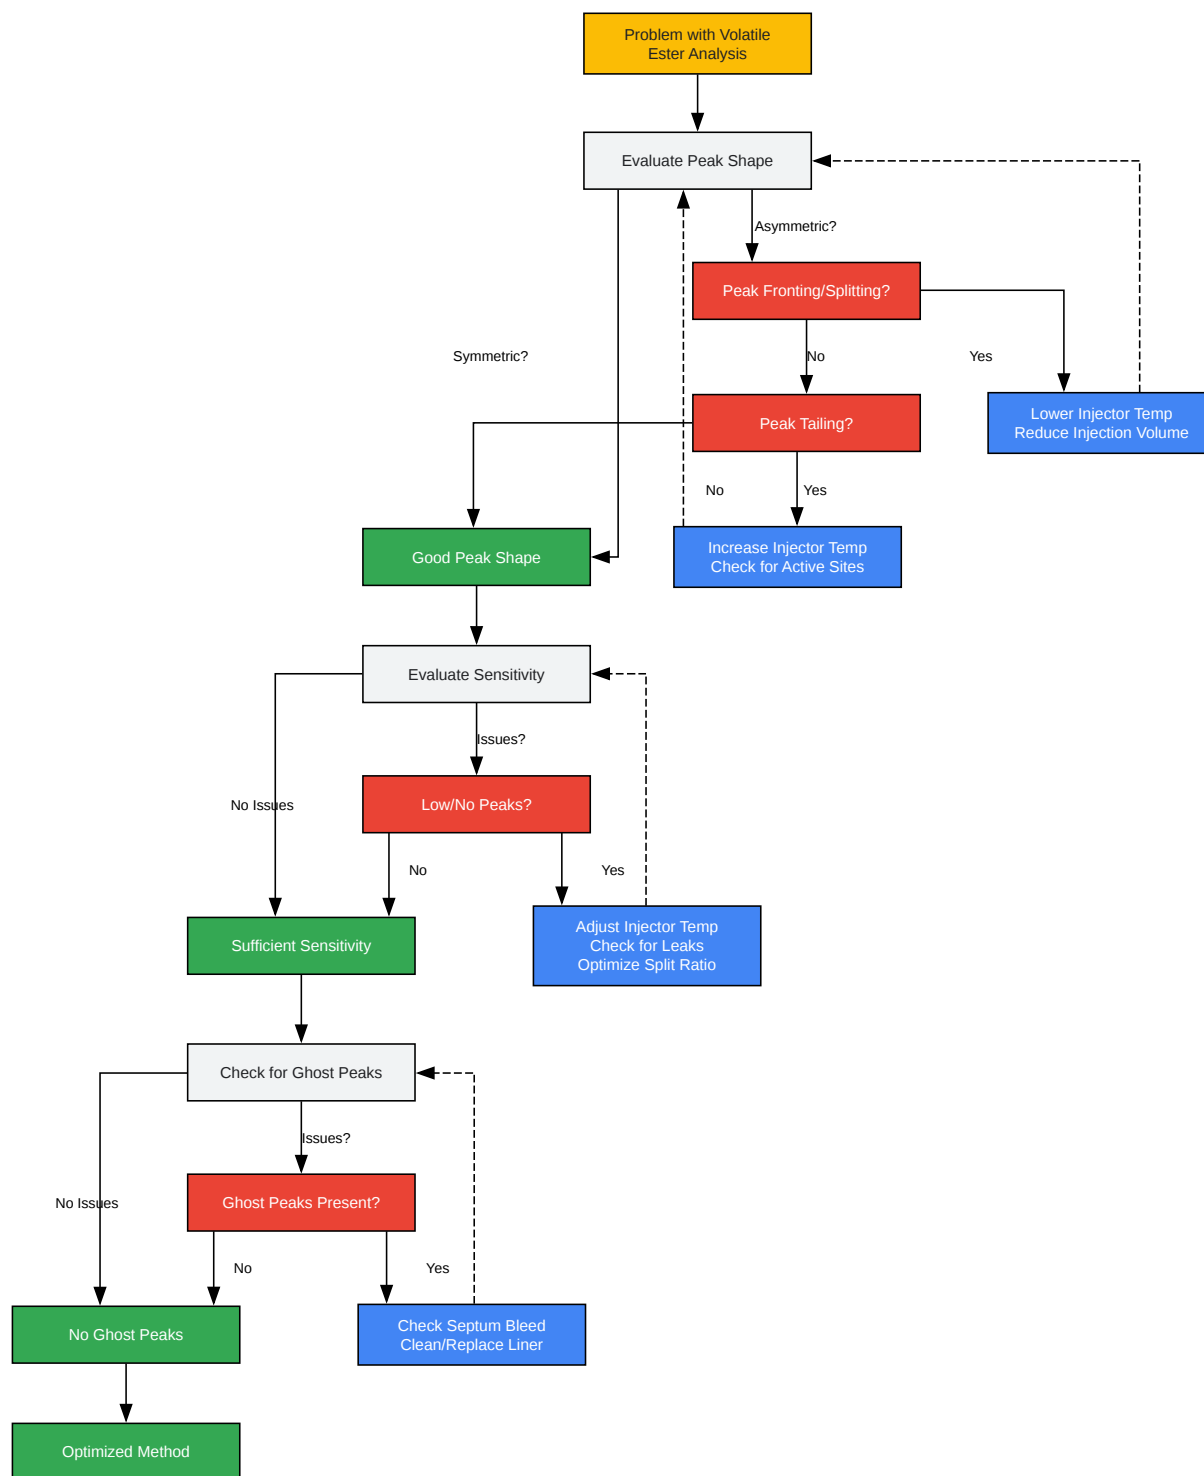 Problem with Volatile
Ester Analysis
Evaluate Peak Shape
Asymmetric?
Peak Fronting/Splitting?
Symmetric?
No
Yes
Peak Tailing?
Lower Injector Temp
Reduce Injection Volume
No
Yes
Good Peak Shape
Increase Injector Temp
Check for Active Sites
Evaluate Sensitivity
Issues?
No Issues
Low/No Peaks?
No
Yes
Sufficient Sensitivity
Adjust Injector Temp
Check for Leaks
Optimize Split Ratio
Check for Ghost Peaks
Issues?
No Issues
Ghost Peaks Present?
No
Yes
No Ghost Peaks
Check Septum Bleed
Clean/Replace Liner
Optimized Method